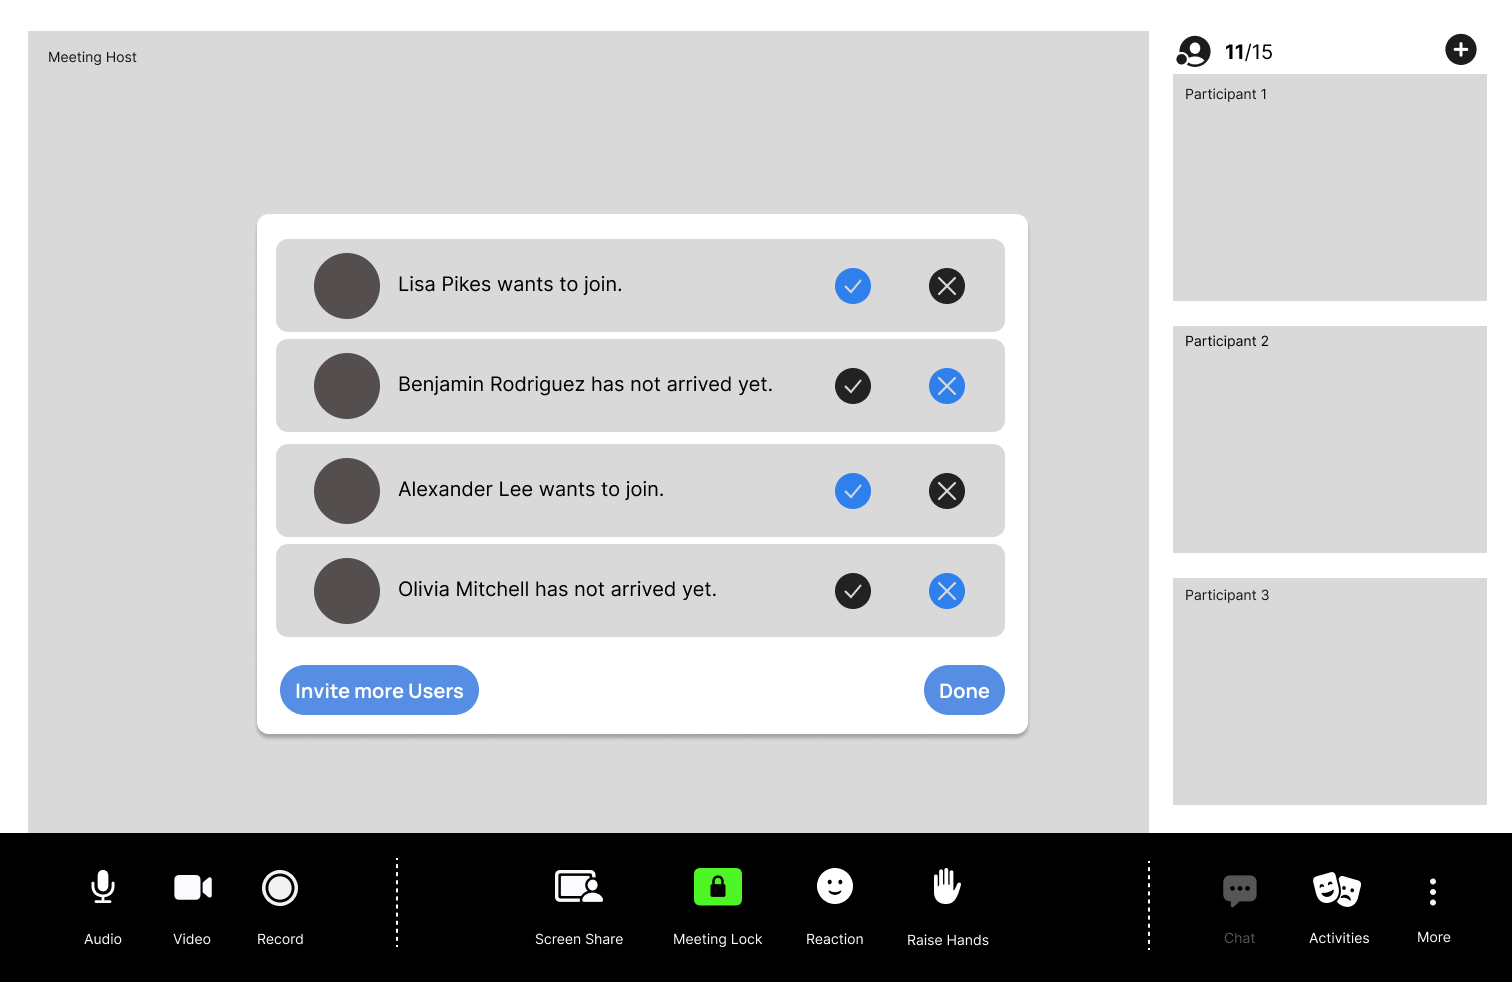 Meeting Host
11/15
Participant 1
Lisa Pikes wants to join.
Benjamin Rodriguez has not arrived yet.
Participant 2
Alexander Lee wants to join.
Olivia Mitchell has not arrived yet.
Participant 3
Invite more Users
Done
Audio
Video
Record
Screen Share
Meeting Lock
Reaction
Raise Hands
Chat
Activities
More